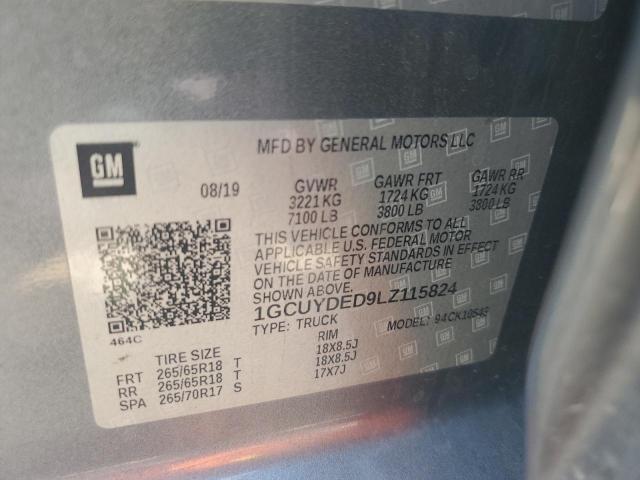 GM
MFD BY GENERAL MOTORS LLC
08/19 GVWR GAWR FRT GAWR RR
3221 KG 1724 KG 1724 KG
7100 LB 3800 LB 3800 LB
THIS VEHICLE CONFORMS TO ALL
APPLICABLE U.S. FEDERAL MOTOR
VEHICLE SAFETY STANDARDS IN EFFECT
ON THE DATE OF MANUFACTURE
SHOWN ABOVE.
1GCUYDED9LZ115824
464C TYPE: TRUCK MODEL: 94CK10543
TIRE SIZE RIM
FRT 265/65R18 T 18X8.5J
RR 265/65R18 T 18X8.5J
SPA 265/70R17 S 17X7J